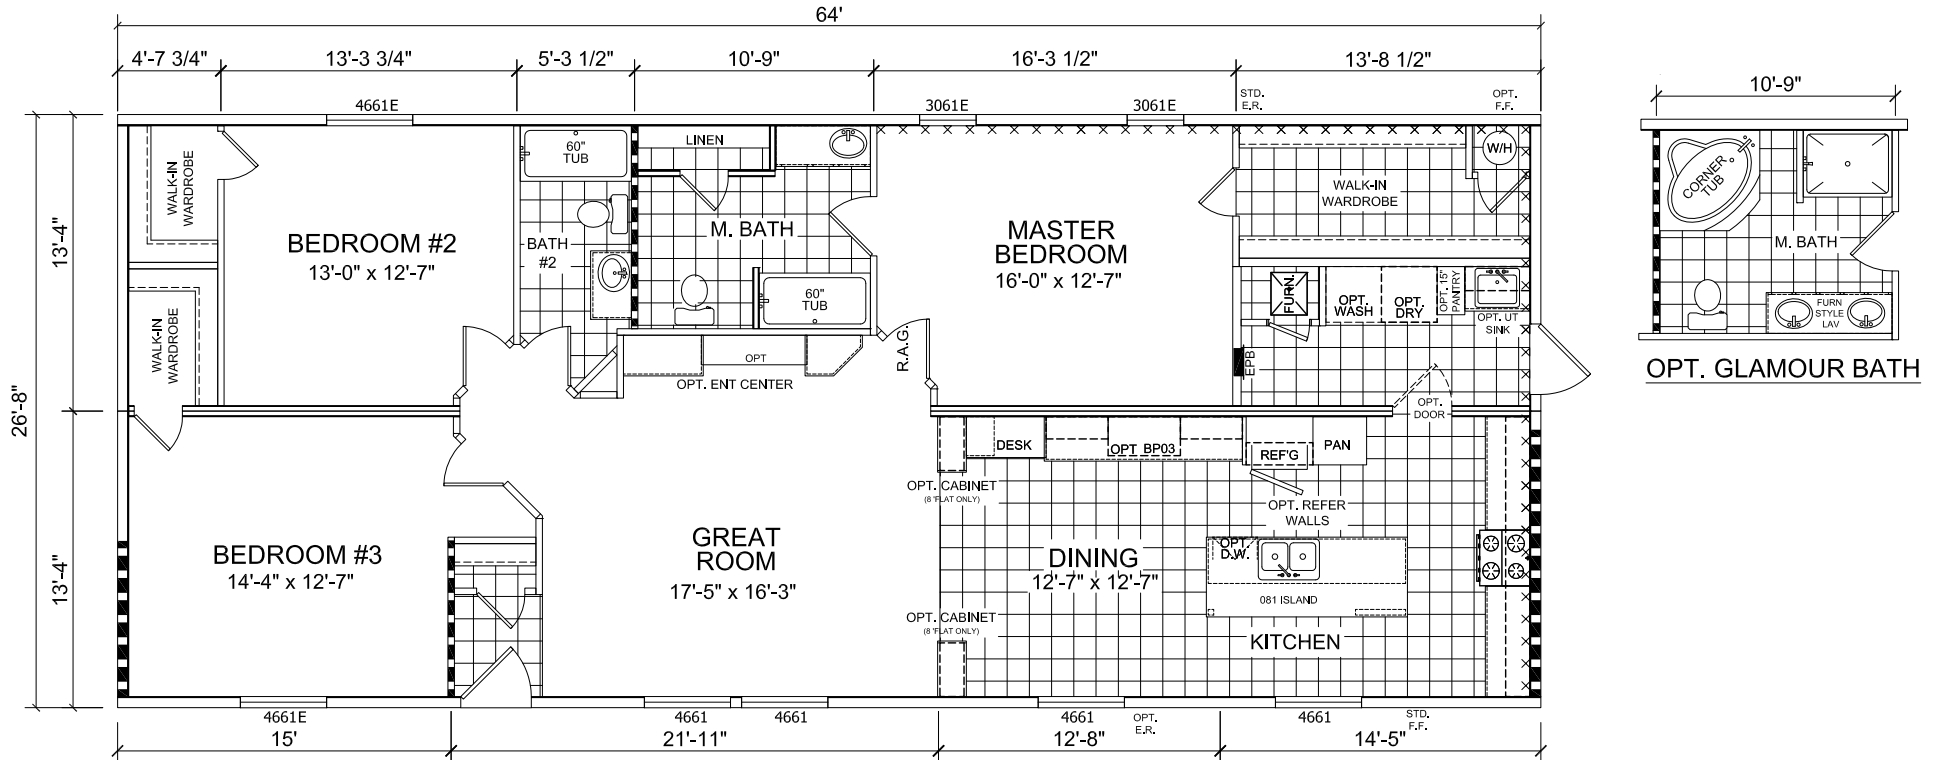 64'
4'-7 3/4"
13'-3 3/4"
5'-3 1/2"
10'-9"
16'-3 1/2"
13'-8 1/2"
10'-9"
4661E
3061E
3061E
STD.
E.R.
OPT.
F.F.
26'-8"
13'-4"
13'-4"
WALK-IN
WARDROBE
WALK-IN
WARDROBE
BEDROOM #2
13'-0" x 12'-7"
60"
TUB
BATH
#2
LINEN
M. BATH
60"
TUB
MASTER
BEDROOM
16'-0" x 12'-7"
R.A.G.
WALK-IN
WARDROBE
W/H
FURN.
OPT.
WASH
OPT.
DRY
OPT. 15"
PANTRY
OPT. UT
SINK
EPB
OPT.
DOOR
OPT
OPT. ENT CENTER
CORNER
TUB
M. BATH
FURN
STYLE
LAV
OPT. GLAMOUR BATH
BEDROOM #3
14'-4" x 12'-7"
GREAT
ROOM
17'-5" x 16'-3"
DESK
OPT BP03
REF'G
PAN
OPT. CABINET
(8 'FLAT ONLY)
OPT. REFER
WALLS
DINING
12'-7" x 12'-7"
OPT.
D.W.
081 ISLAND
OPT. CABINET
(8 'FLAT ONLY)
KITCHEN
4661E
4661
4661
4661
OPT.
E.R.
4661
STD.
F.F.
15'
21'-11"
12'-8"
14'-5"